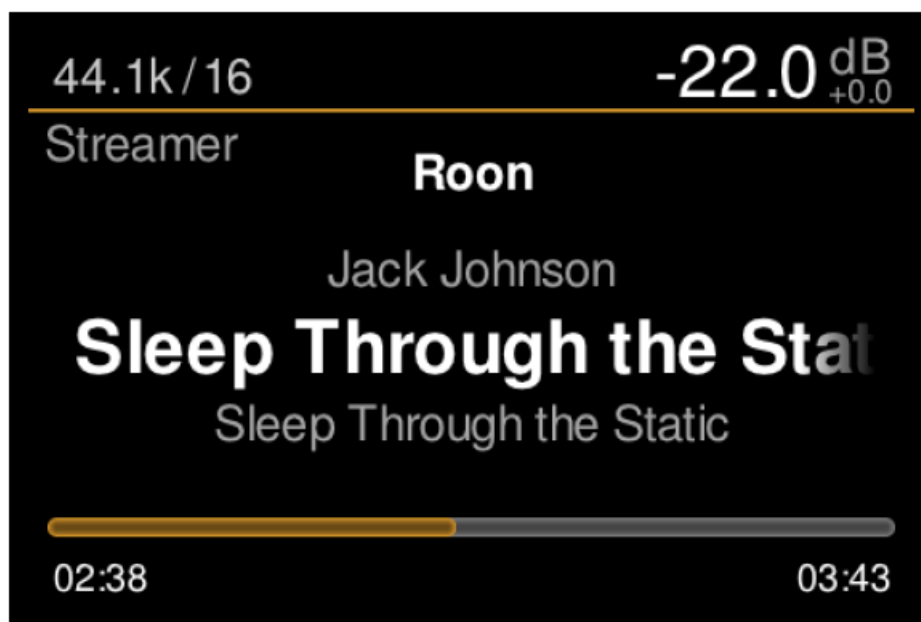 44.1k / 16 -22.0 dB
+0.0
Streamer
Roon
Jack Johnson
Sleep Through the Stat
Sleep Through the Static
02:38 03:43